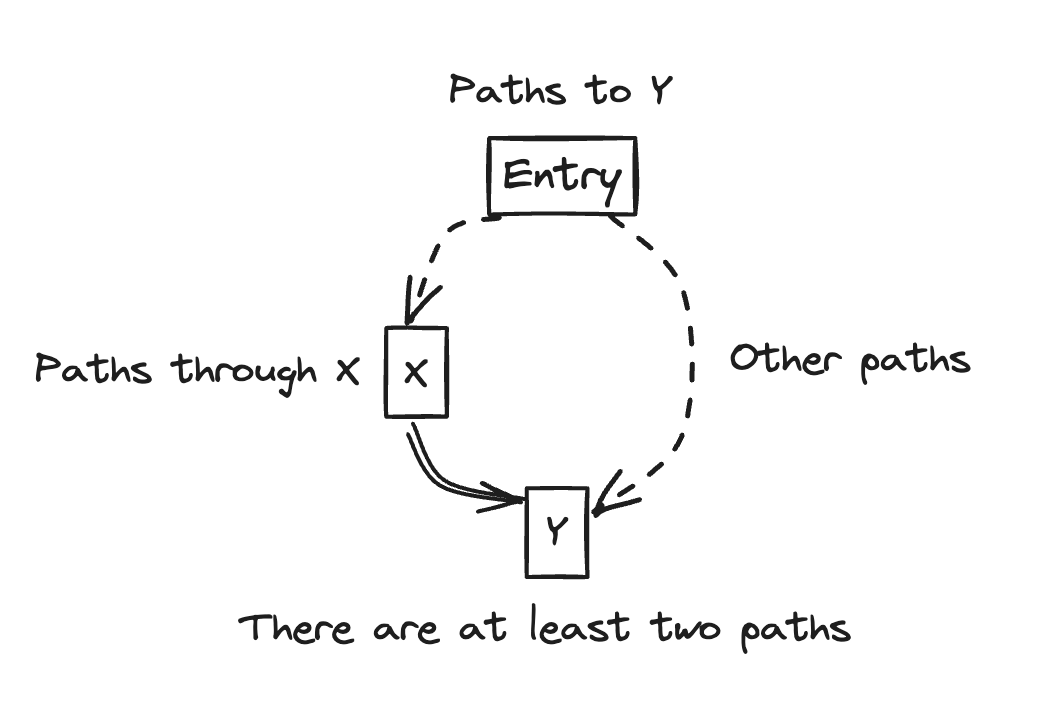 Paths to Y
Entry
Paths through X
X
Other paths
Y
There are at least two paths